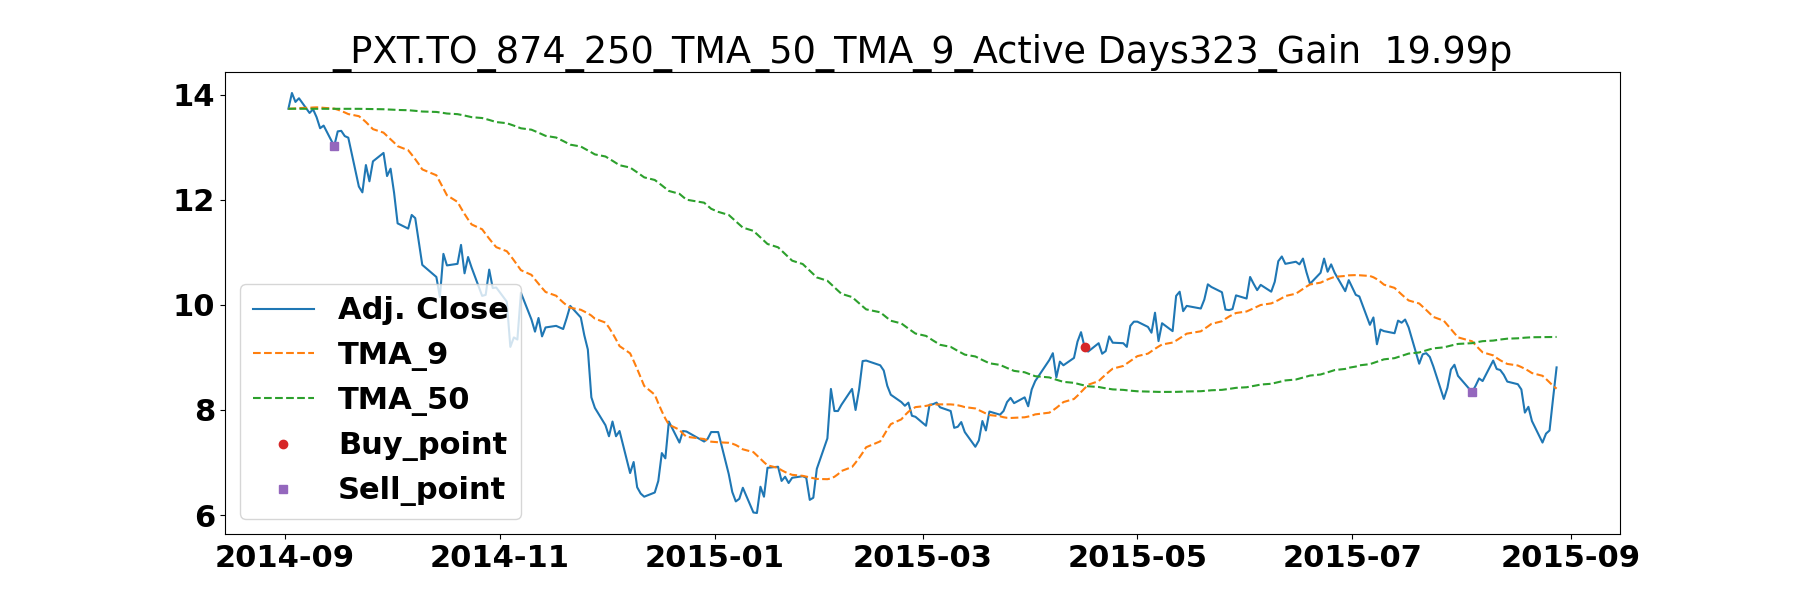 _PXT.TO_874_250_TMA_50_TMA_9_Active Days323_Gain  19.99p
14
12
10
8
6
Adj. Close
TMA_9
TMA_50
Buy_point
Sell_point
2014-09 2014-11 2015-01 2015-03 2015-05 2015-07 2015-09